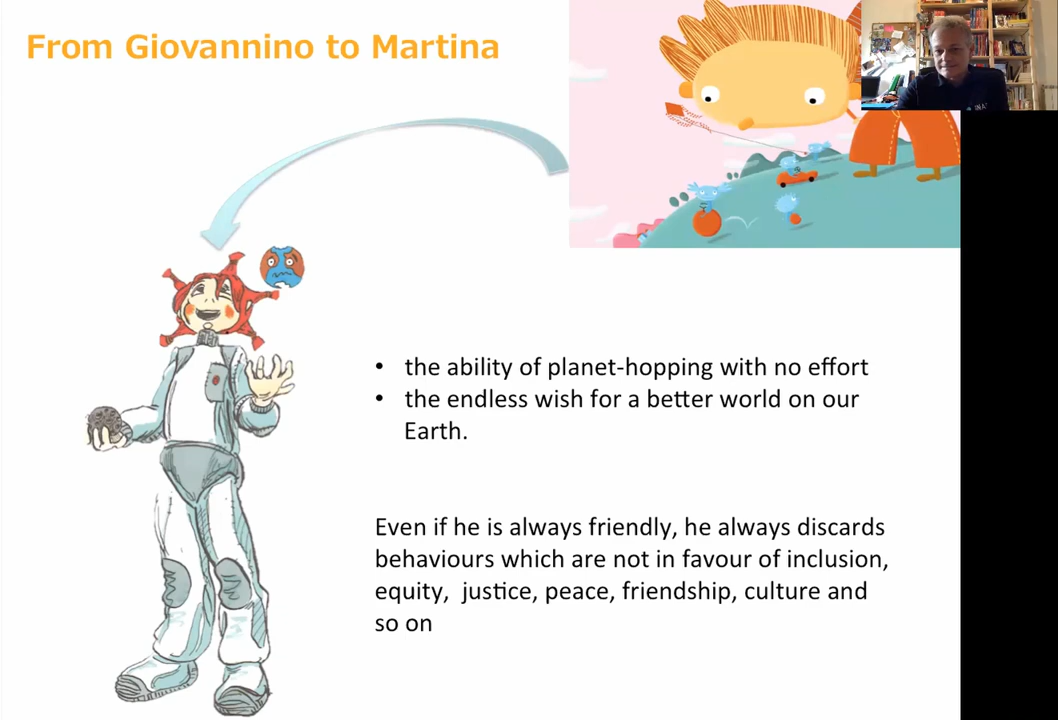 From Giovannino to Martina
• the ability of planet-hopping with no effort
• the endless wish for a better world on our
Earth.
Even if he is always friendly, he always discards
behaviours which are not in favour of inclusion,
equity,  justice, peace, friendship, culture and
so on